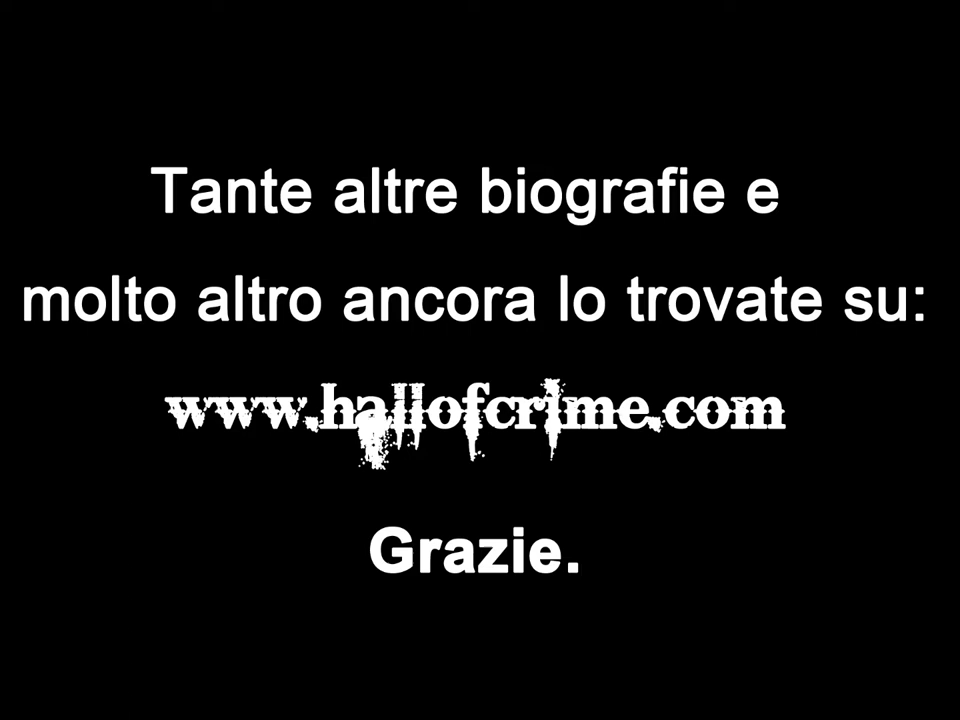 Tante altre biografie e
molto altro ancora lo trovate su:
www.hallofcrime.com
Grazie.